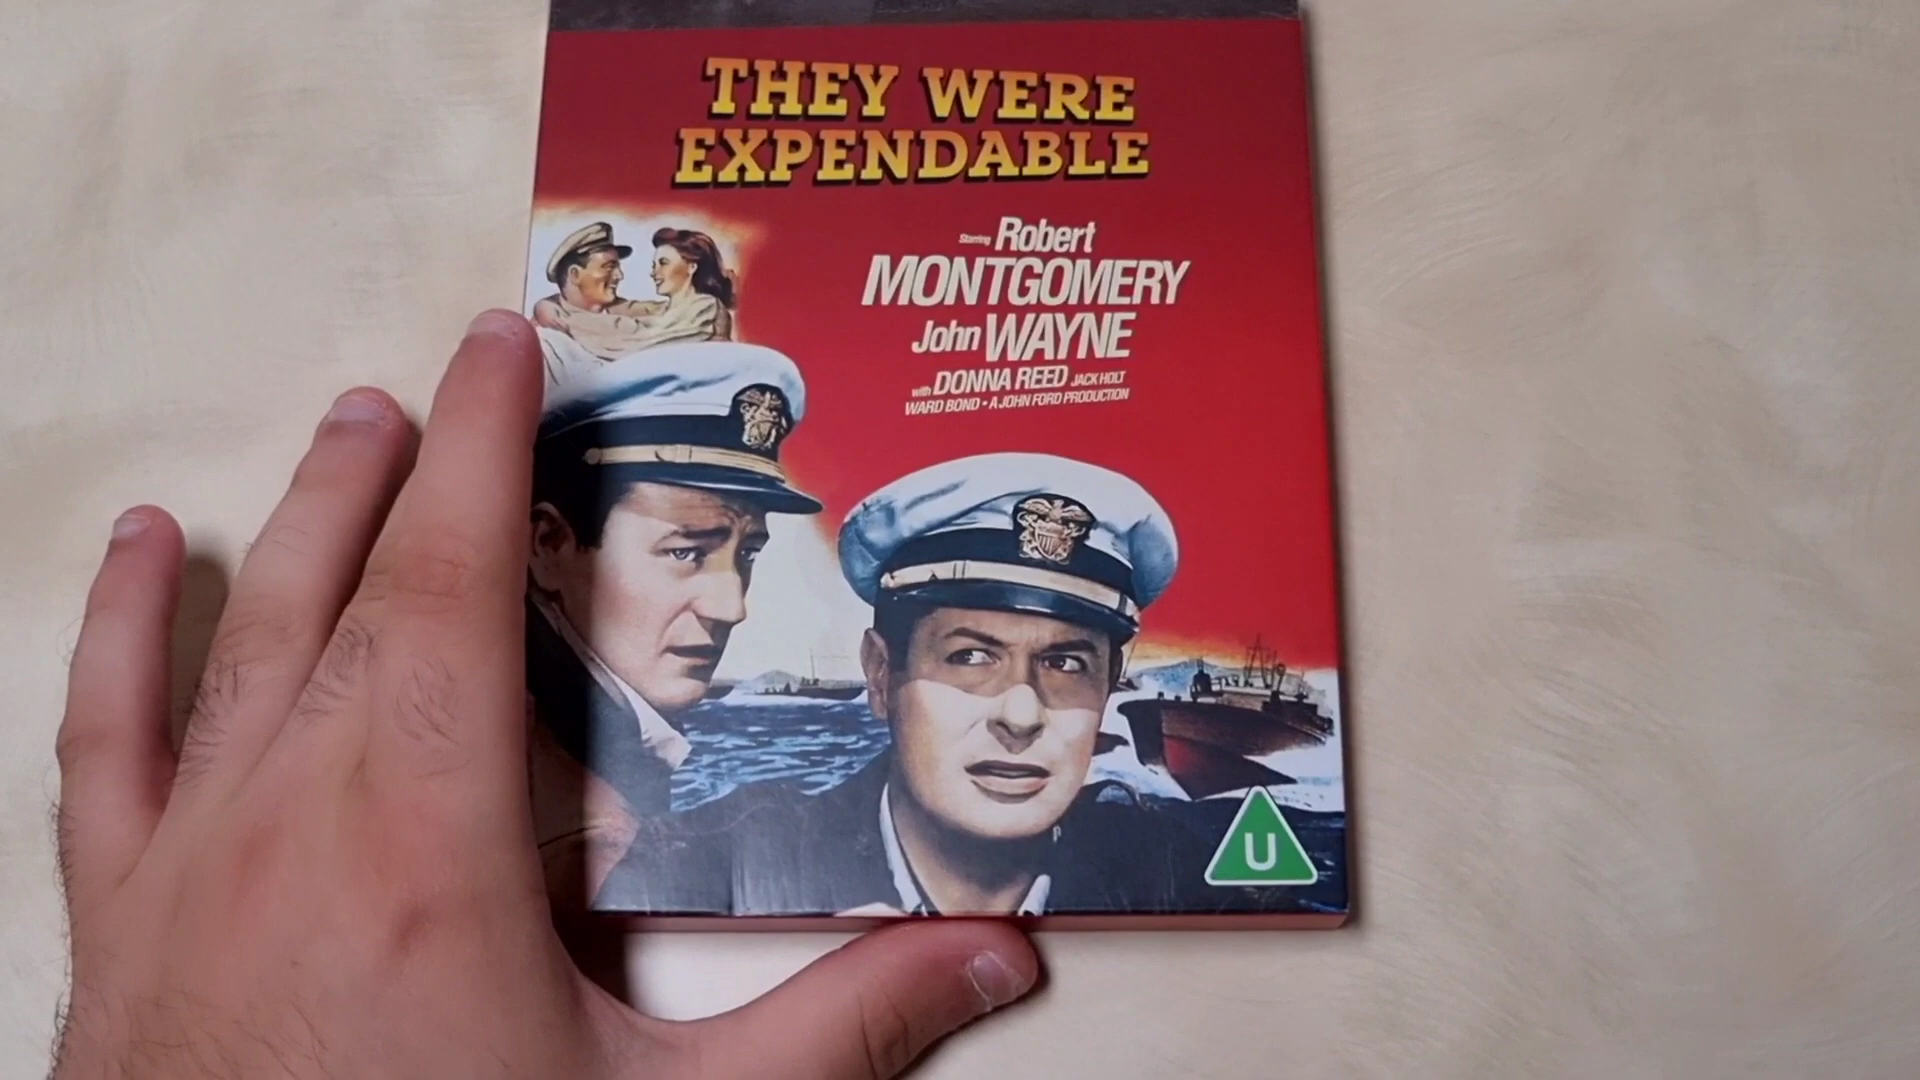 THEY WERE
EXPENDABLE
Starring Robert
MONTGOMERY
John WAYNE
with DONNA REED JACK HOLT
WARD BOND • A JOHN FORD PRODUCTION
U